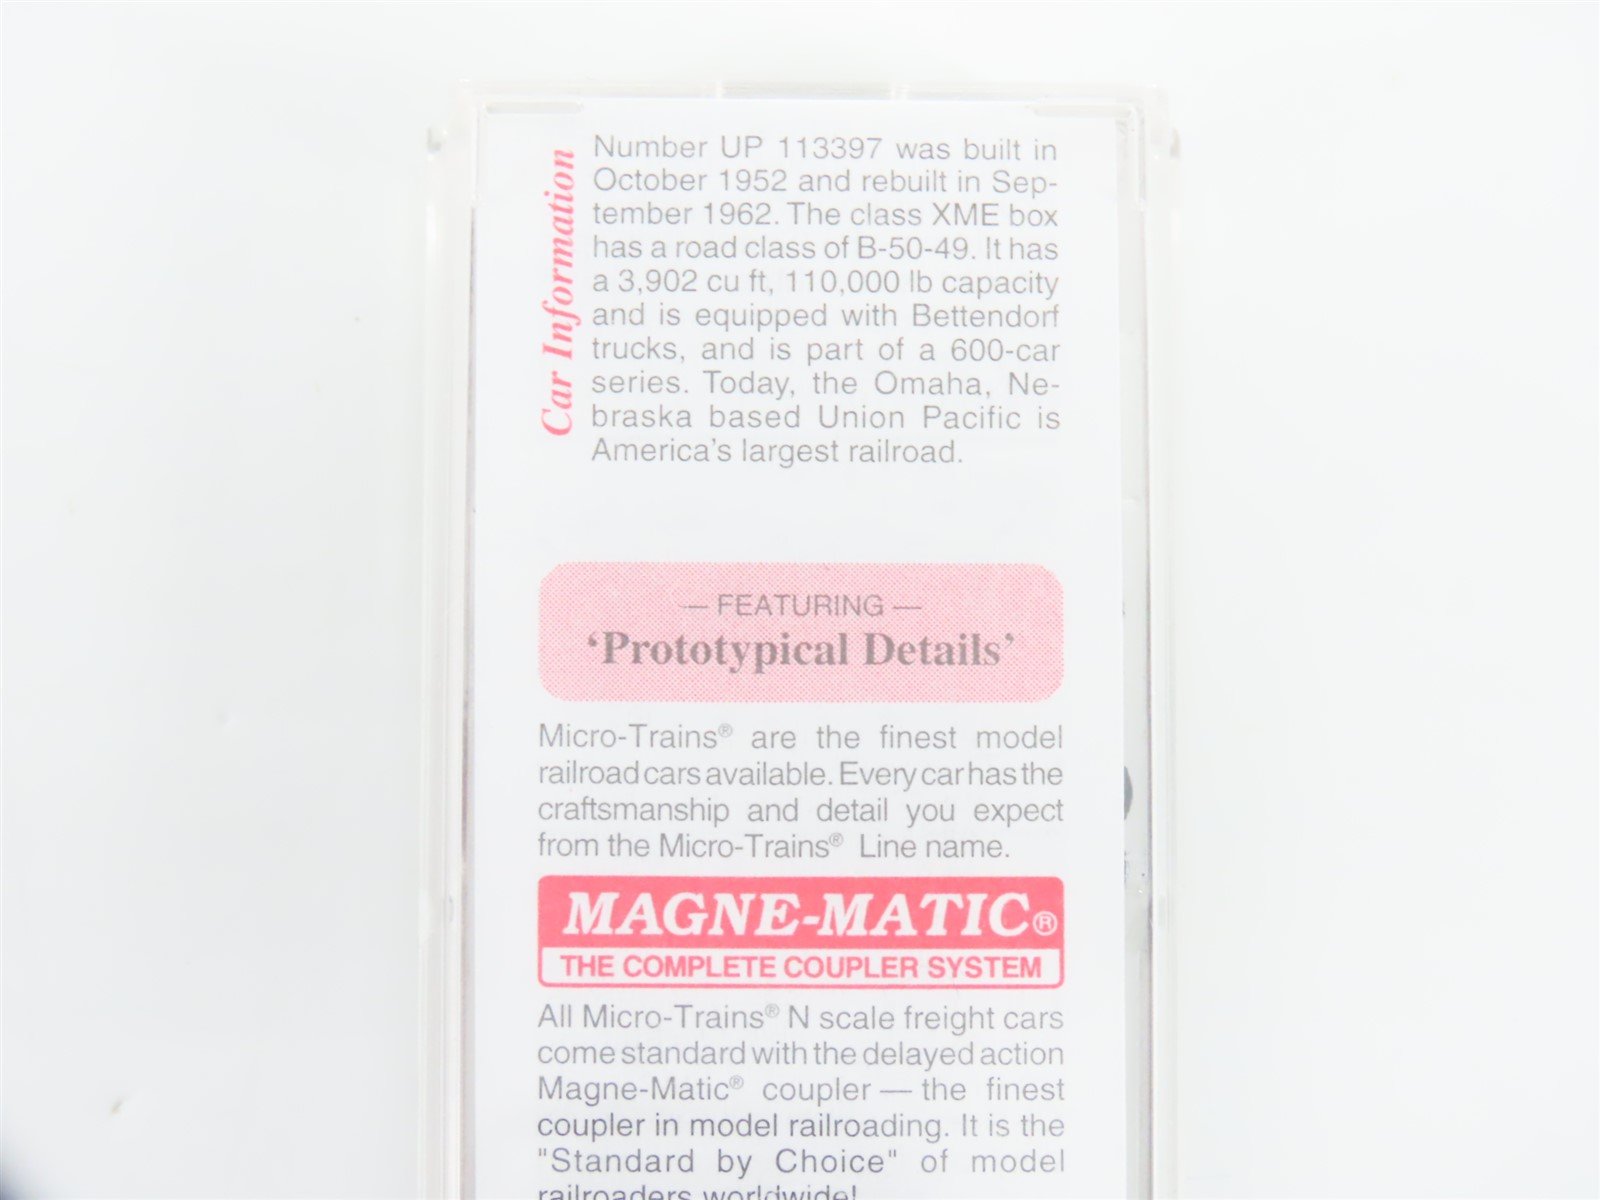 Car Information
Number UP 113397 was built in
October 1952 and rebuilt in Sep-
tember 1962. The class XME box
has a road class of B-50-49. It has
a 3,902 cu ft, 110,000 lb capacity
and is equipped with Bettendorf
trucks, and is part of a 600-car
series. Today, the Omaha, Ne-
braska based Union Pacific is
America's largest railroad.
— FEATURING —
'Prototypical Details'
Micro-Trains® are the finest model
railroad cars available. Every car has the
craftsmanship and detail you expect
from the Micro-Trains® Line name.
MAGNE-MATIC®
THE COMPLETE COUPLER SYSTEM
All Micro-Trains® N scale freight cars
come standard with the delayed action
Magne-Matic® coupler — the finest
coupler in model railroading. It is the
"Standard by Choice" of model
railroaders worldwide!